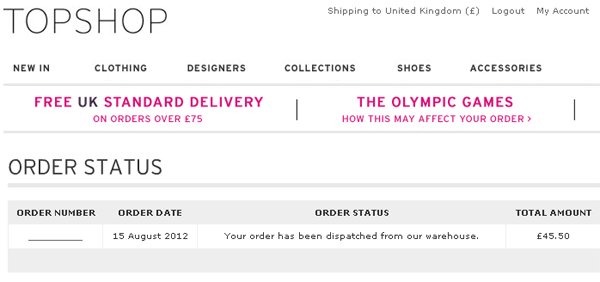 TOPSHOP
Shipping to United Kingdom (£) Logout My Account
NEW IN CLOTHING DESIGNERS COLLECTIONS SHOES ACCESSORIES
FREE UK STANDARD DELIVERY
ON ORDERS OVER £75
THE OLYMPIC GAMES
HOW THIS MAY AFFECT YOUR ORDER >
ORDER STATUS
ORDER NUMBER ORDER DATE ORDER STATUS TOTAL AMOUNT
15 August 2012 Your order has been dispatched from our warehouse. £45.50